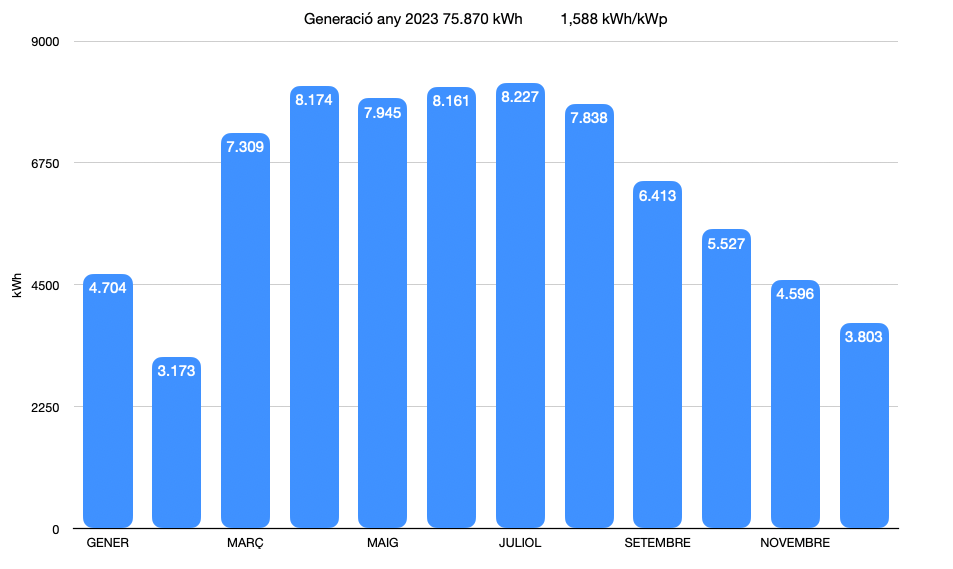 Generació any 2023 75.870 kWh 1,588 kWh/kWp
9000
6750
4500
2250
0
kWh
4.704
3.173
7.309
8.174
7.945
8.161
8.227
7.838
6.413
5.527
4.596
3.803
GENER
MARÇ
MAIG
JULIOL
SETEMBRE
NOVEMBRE